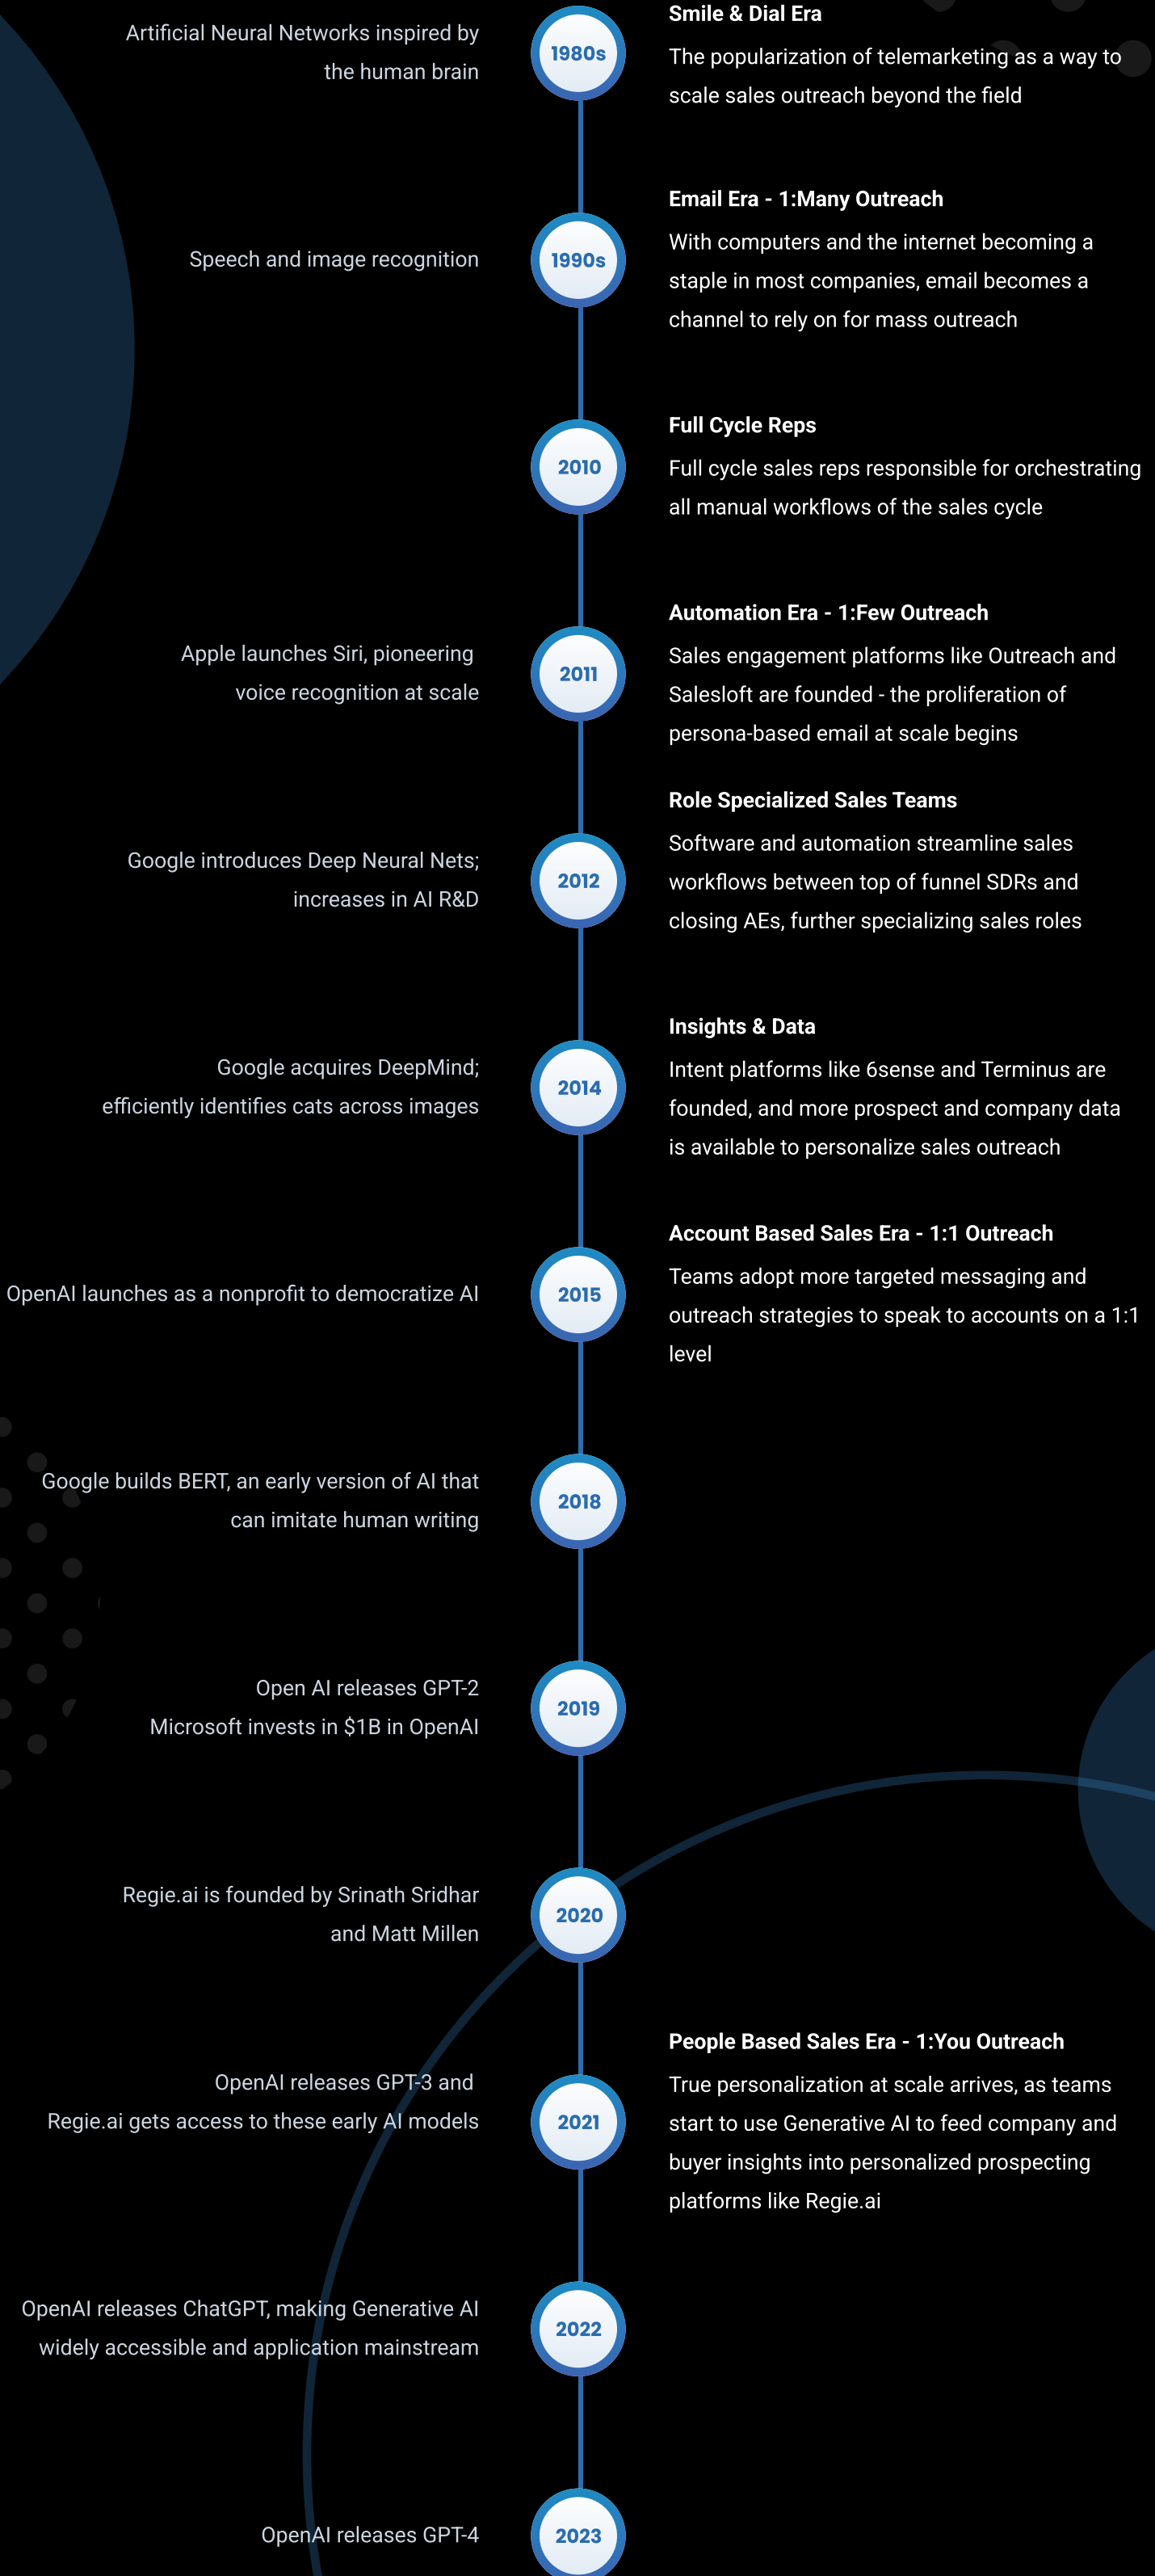 Artificial Neural Networks inspired by
the human brain
1980s
Smile & Dial Era
The popularization of telemarketing as a way to
scale sales outreach beyond the field
Speech and image recognition
1990s
Email Era - 1:Many Outreach
With computers and the internet becoming a
staple in most companies, email becomes a
channel to rely on for mass outreach
2010
Full Cycle Reps
Full cycle sales reps responsible for orchestrating
all manual workflows of the sales cycle
Apple launches Siri, pioneering
voice recognition at scale
2011
Automation Era - 1:Few Outreach
Sales engagement platforms like Outreach and
Salesloft are founded - the proliferation of
persona-based email at scale begins
Google introduces Deep Neural Nets;
increases in AI R&D
2012
Role Specialized Sales Teams
Software and automation streamline sales
workflows between top of funnel SDRs and
closing AEs, further specializing sales roles
Google acquires DeepMind;
efficiently identifies cats across images
2014
Insights & Data
Intent platforms like 6sense and Terminus are
founded, and more prospect and company data
is available to personalize sales outreach
OpenAI launches as a nonprofit to democratize AI
2015
Account Based Sales Era - 1:1 Outreach
Teams adopt more targeted messaging and
outreach strategies to speak to accounts on a 1:1
level
Google builds BERT, an early version of AI that
can imitate human writing
2018
Open AI releases GPT-2
Microsoft invests in $1B in OpenAI
2019
Regie.ai is founded by Srinath Sridhar
and Matt Millen
2020
OpenAI releases GPT-3 and
Regie.ai gets access to these early AI models
2021
People Based Sales Era - 1:You Outreach
True personalization at scale arrives, as teams
start to use Generative AI to feed company and
buyer insights into personalized prospecting
platforms like Regie.ai
OpenAI releases ChatGPT, making Generative AI
widely accessible and application mainstream
2022
OpenAI releases GPT-4
2023